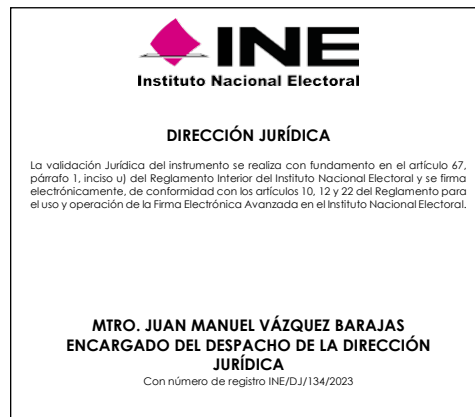 INE
Instituto Nacional Electoral
DIRECCIÓN JURÍDICA
La validación Jurídica del instrumento se realiza con fundamento en el artículo 67,
párrafo 1, inciso u) del Reglamento Interior del Instituto Nacional Electoral y se firma
electrónicamente, de conformidad con los artículos 10, 12 y 22 del Reglamento para
el uso y operación de la Firma Electrónica Avanzada en el Instituto Nacional Electoral.
MTRO. JUAN MANUEL VÁZQUEZ BARAJAS
ENCARGADO DEL DESPACHO DE LA DIRECCIÓN
JURÍDICA
Con número de registro INE/DJ/134/2023